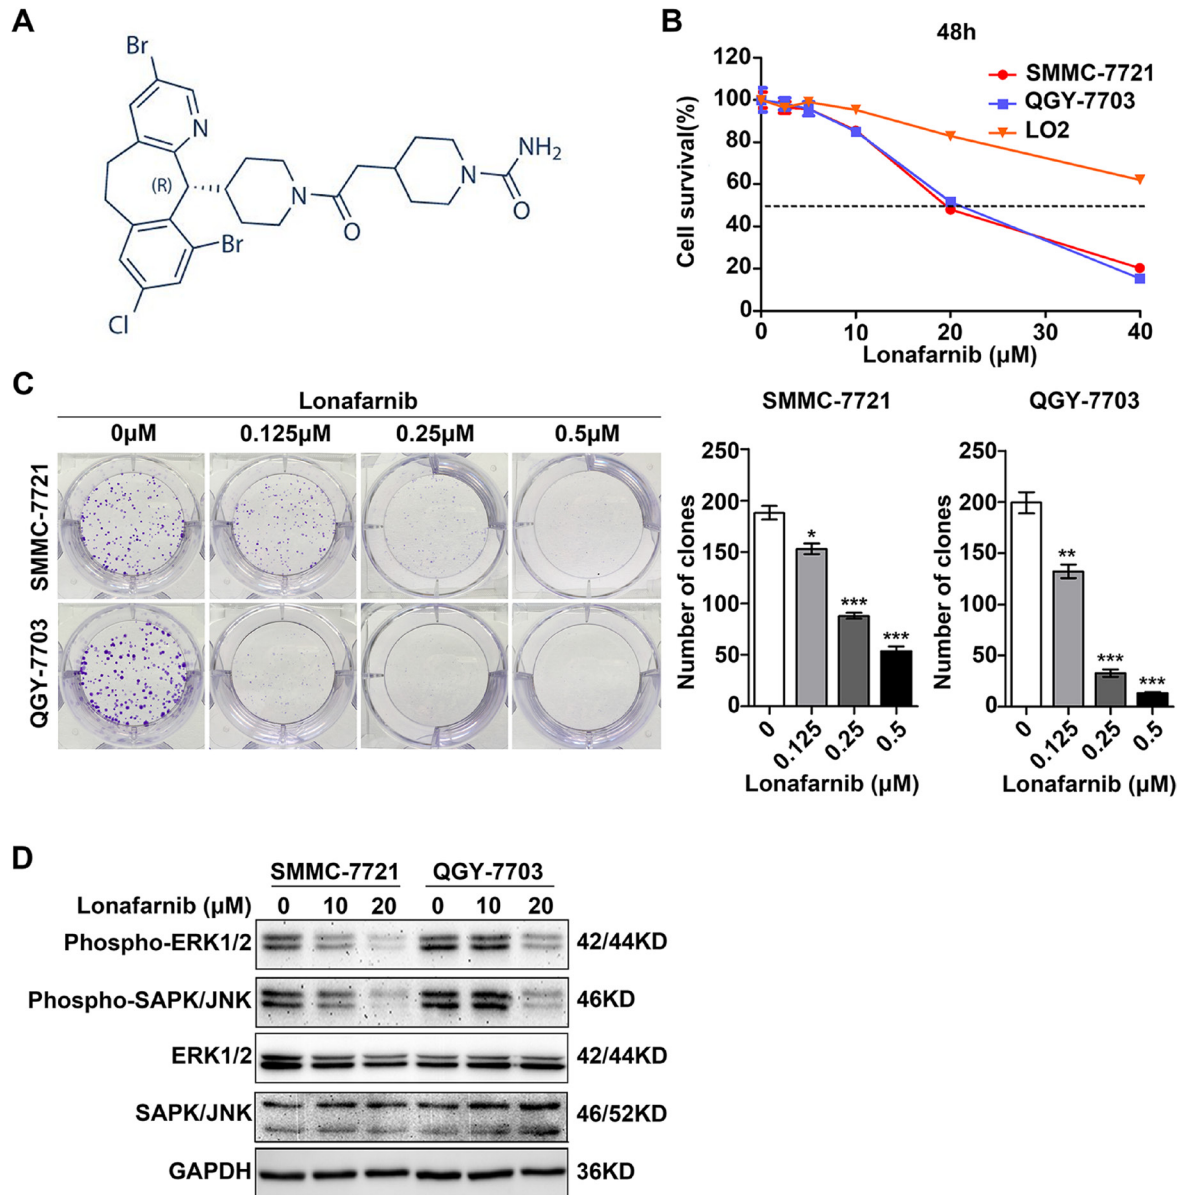 A
Br
N
(R)
N
O
N
NH₂
O
Br
Cl
B
48h
120
100
80
60
40
20
0
Cell survival(%)
SMMC-7721
QGY-7703
LO2
0
10
20
30
40
Lonafarnib (µM)
C
Lonafarnib
0µM
0.125µM
0.25µM
0.5µM
SMMC-7721
QGY-7703
SMMC-7721
250
200
150
100
50
0
Number of clones
*
***
***
0
0.125
0.25
0.5
Lonafarnib (µM)
QGY-7703
250
200
150
100
50
0
Number of clones
**
***
***
0
0.125
0.25
0.5
Lonafarnib (µM)
D
SMMC-7721 QGY-7703
Lonafarnib (µM) 0 10 20 0 10 20
Phospho-ERK1/2 42/44KD
Phospho-SAPK/JNK 46KD
ERK1/2 42/44KD
SAPK/JNK 46/52KD
GAPDH 36KD